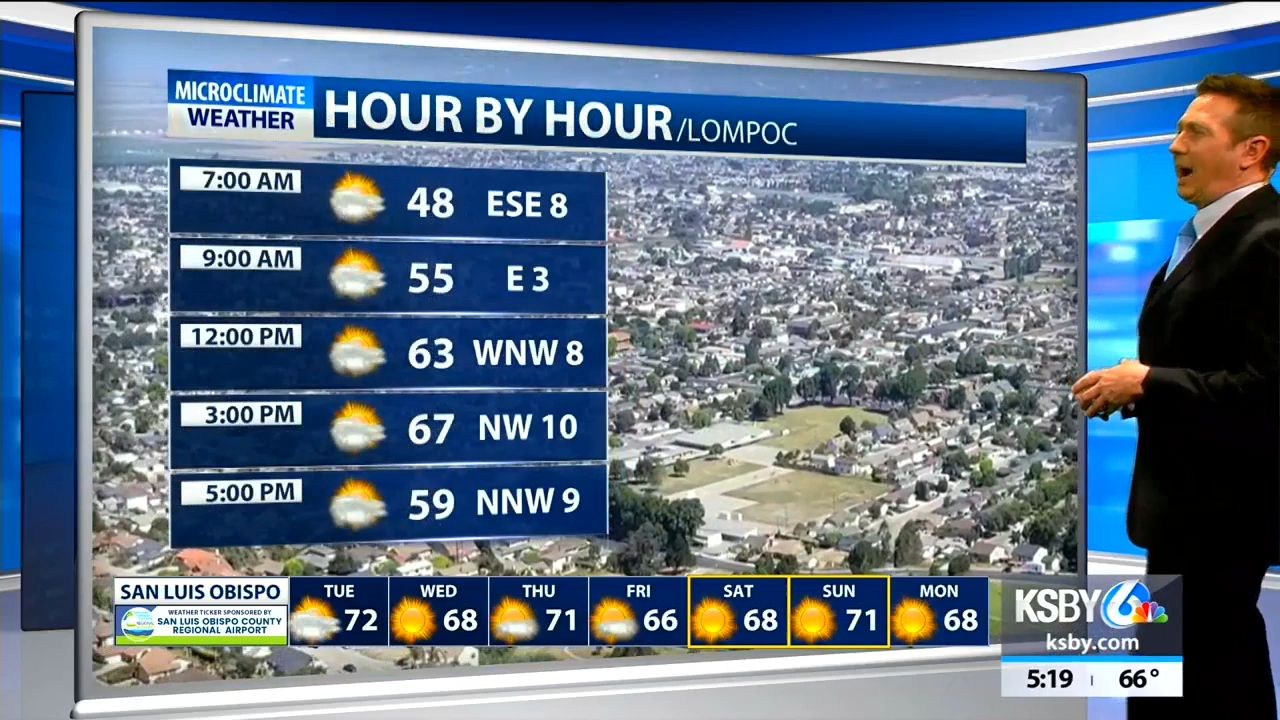 MICROCLIMATE
WEATHER
HOUR BY HOUR/LOMPOC
7:00 AM 48 ESE 8
9:00 AM 55 E 3
12:00 PM 63 WNW 8
3:00 PM 67 NW 10
5:00 PM 59 NNW 9
SAN LUIS OBISPO
WEATHER TICKER SPONSORED BY
SAN LUIS OBISPO COUNTY
REGIONAL AIRPORT
TUE 72
WED 68
THU 71
FRI 66
SAT 68
SUN 71
MON 68
KSBY 6
ksby.com
5:19 66°